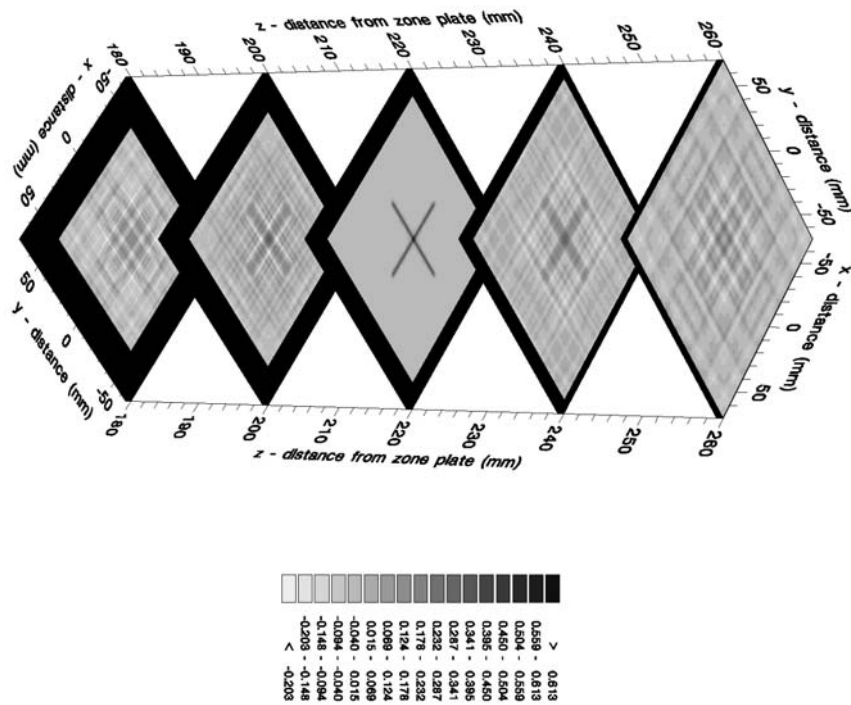 z - distance from zone plate (mm)
180
190
200
210
220
230
240
250
260
x - distance (mm)
-50
0
50
y - distance (mm)
50
0
-50
y - distance (mm)
50
0
-50
x - distance (mm)
-50
0
50
180
190
200
210
220
230
240
250
260
z - distance from zone plate (mm)
> 0.613
0.559 - 0.613
0.504 - 0.559
0.450 - 0.504
0.395 - 0.450
0.341 - 0.395
0.287 - 0.341
0.232 - 0.287
0.178 - 0.232
0.124 - 0.178
0.069 - 0.124
0.015 - 0.069
-0.040 - 0.015
-0.094 - -0.040
-0.148 - -0.094
-0.203 - -0.148
< -0.203